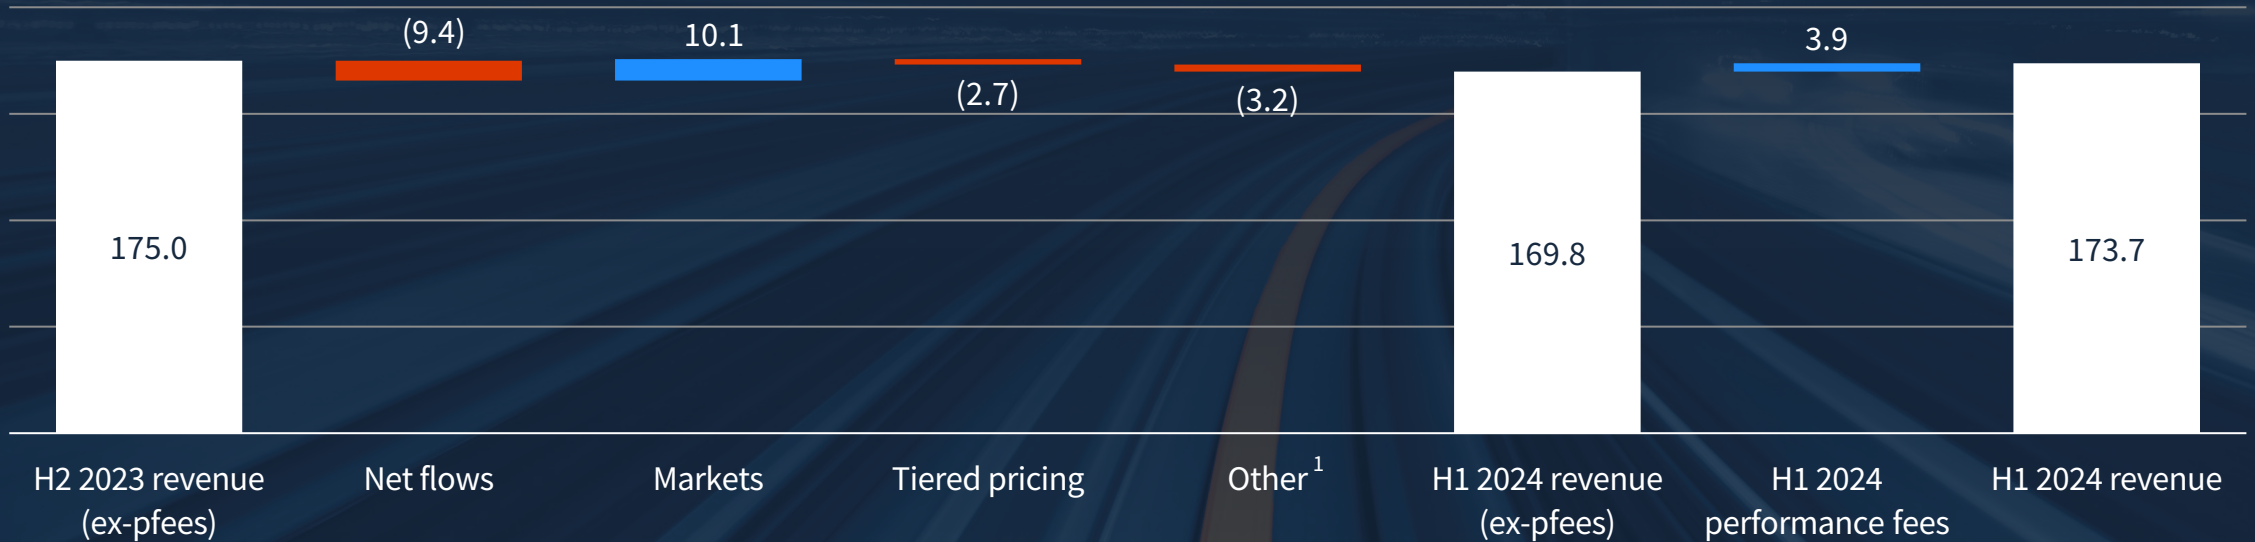 (9.4)
10.1
3.9
(2.7)
(3.2)
175.0
169.8
173.7
H2 2023 revenue
(ex-pfees)
Net flows
Markets
Tiered pricing
Other 1
H1 2024 revenue
(ex-pfees)
H1 2024
performance fees
H1 2024 revenue